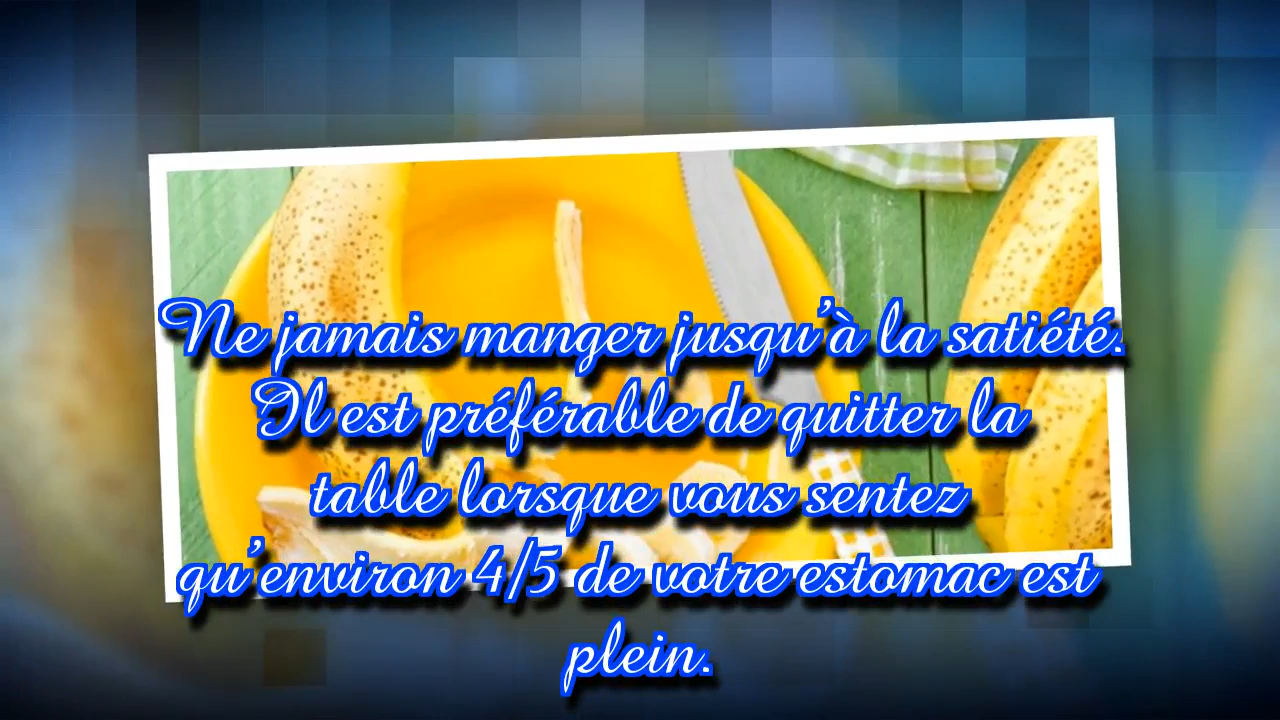 Ne jamais manger jusqu'à la satiété.
Il est préférable de quitter la
table lorsque vous sentez
qu'environ 4/5 de votre estomac est
plein.